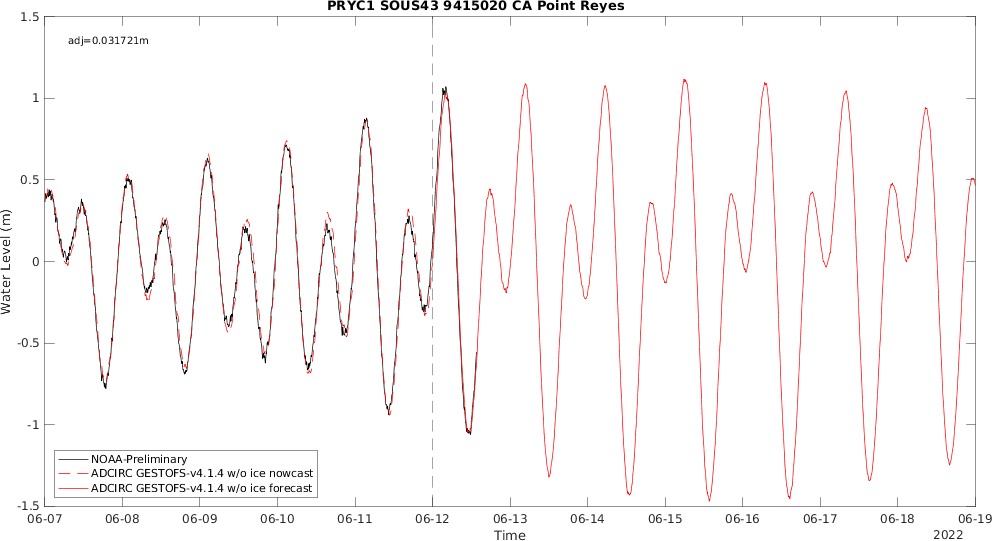 PRYC1 SOUS43 9415020 CA Point Reyes
adj=0.031721m
1.5
1
0.5
0
-0.5
-1
-1.5
Water Level (m)
NOAA-Preliminary
ADCIRC GESTOFS-v4.1.4 w/o ice nowcast
ADCIRC GESTOFS-v4.1.4 w/o ice forecast
06-07 06-08 06-09 06-10 06-11 06-12 06-13 06-14 06-15 06-16 06-17 06-18 06-19
Time
2022